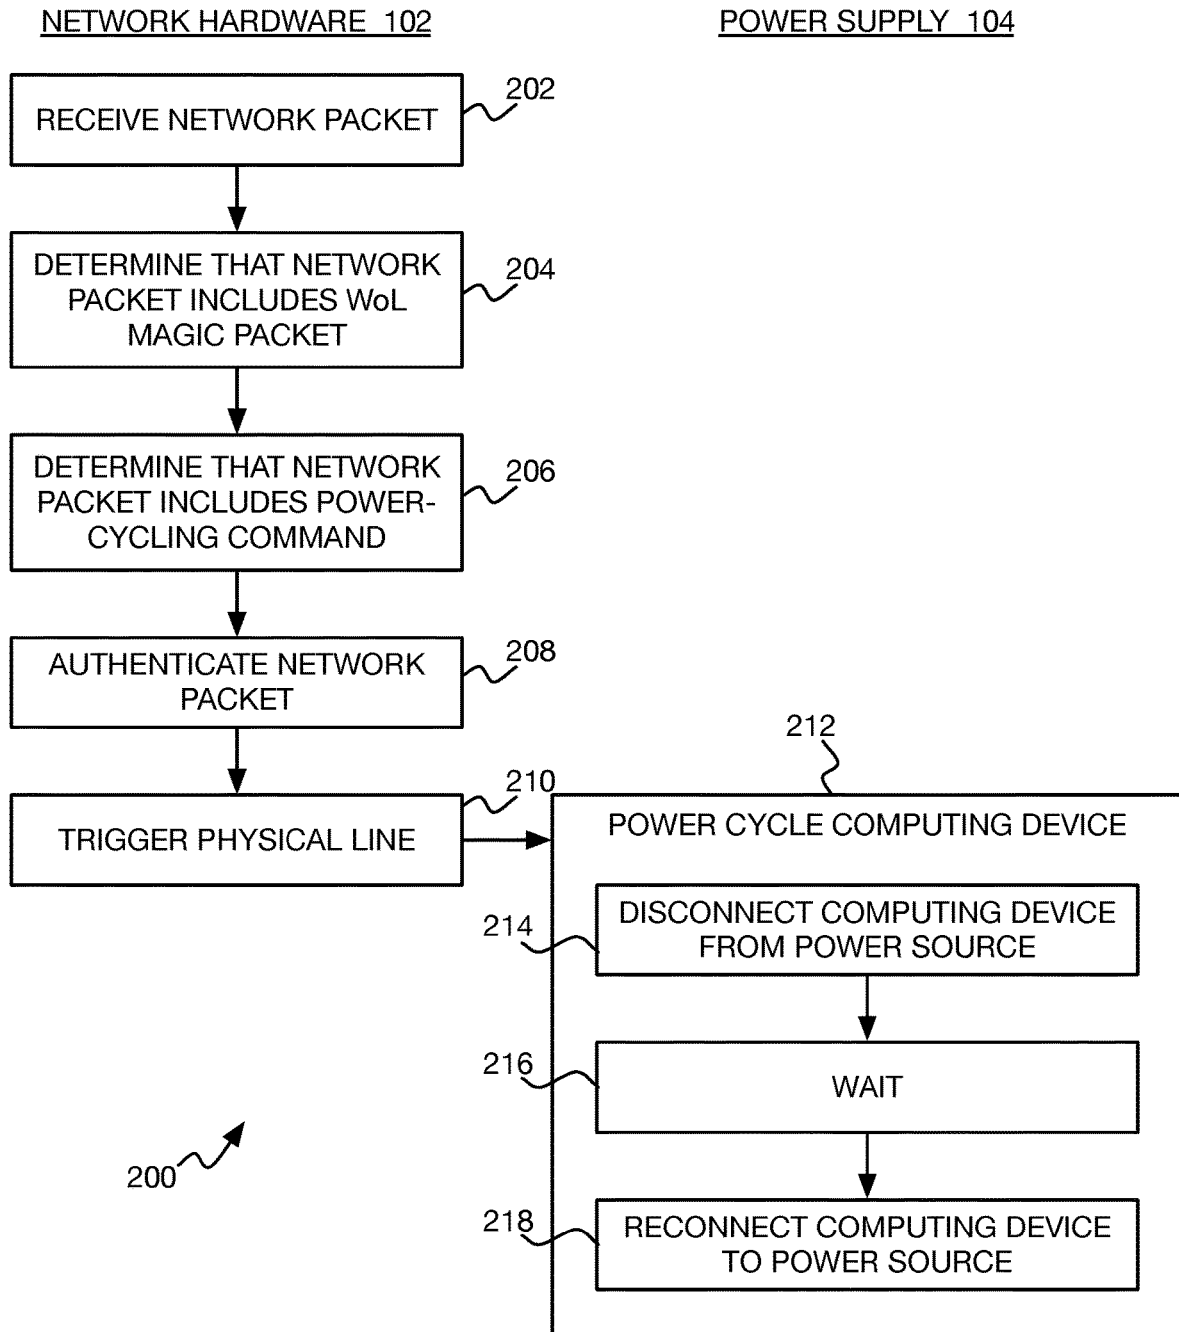 NETWORK HARDWARE 102
POWER SUPPLY 104
RECEIVE NETWORK PACKET
202
DETERMINE THAT NETWORK
PACKET INCLUDES WoL
MAGIC PACKET
204
DETERMINE THAT NETWORK
PACKET INCLUDES POWER-
CYCLING COMMAND
206
AUTHENTICATE NETWORK
PACKET
208
TRIGGER PHYSICAL LINE
210
212
POWER CYCLE COMPUTING DEVICE
214
DISCONNECT COMPUTING DEVICE
FROM POWER SOURCE
216
WAIT
218
RECONNECT COMPUTING DEVICE
TO POWER SOURCE
200